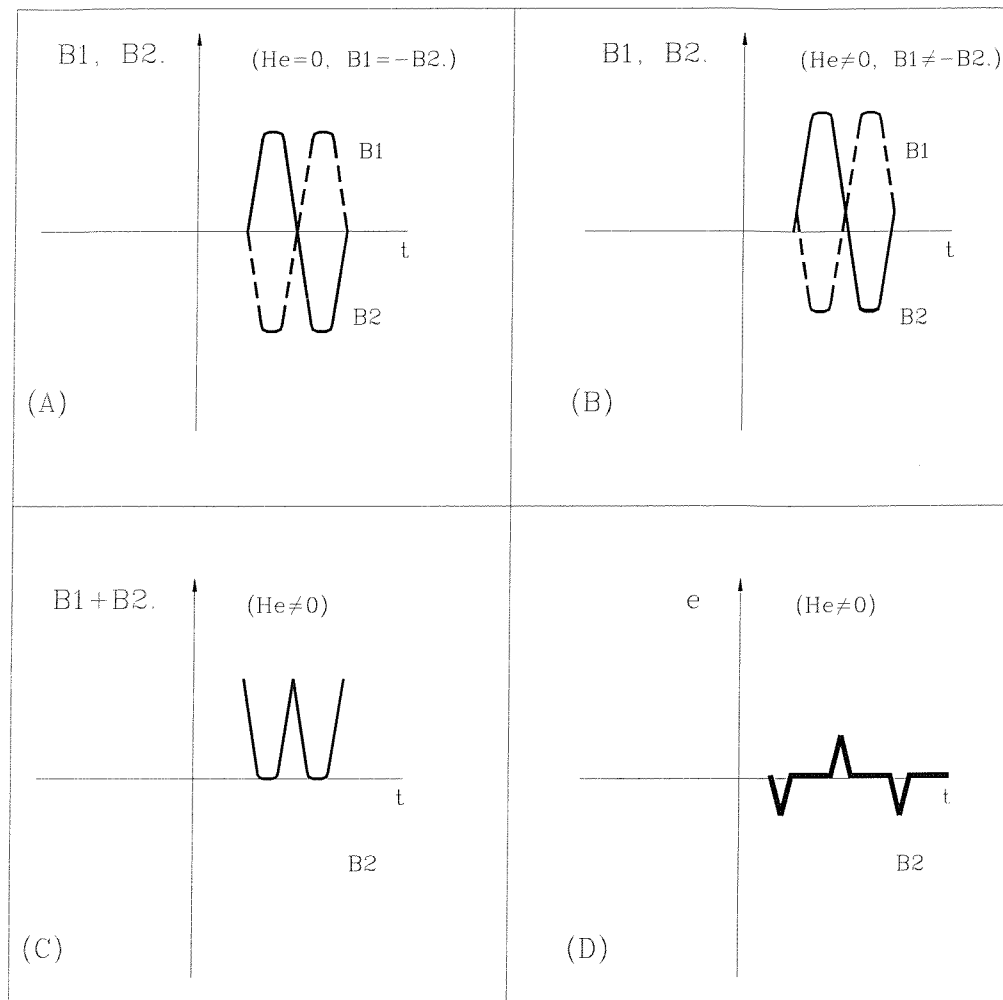 B1, B2.
(He=0, B1=-B2.)
B1
t
B2
(A)
B1, B2.
(He≠0, B1≠-B2.)
B1
t
B2
(B)
B1+B2.
(He≠0)
t
B2
(C)
e
(He≠0)
t
B2
(D)